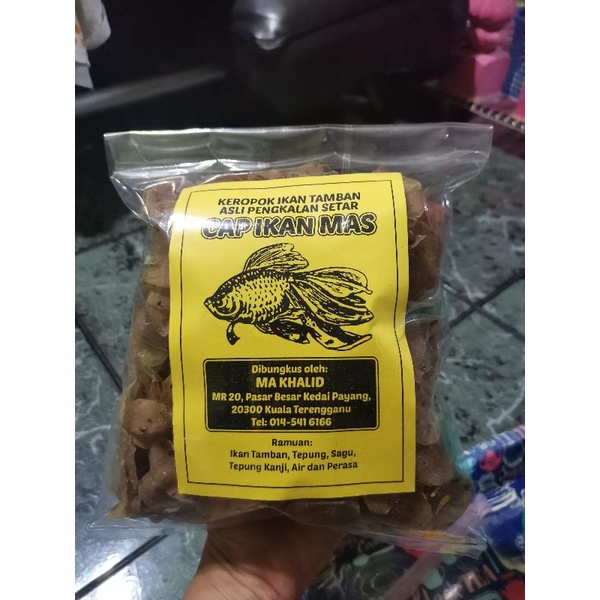 KEROPOK IKAN TAMBAN
ASLI PENGKALAN SETAR
CAP IKAN MAS
Dibungkus oleh:
MA KHALID
MR 20, Pasar Besar Kedai Payang,
20300 Kuala Terengganu
Tel: 014-541 6166
Ramuan:
Ikan Tamban, Tepung, Sagu,
Tepung Kanji, Air dan Perasa